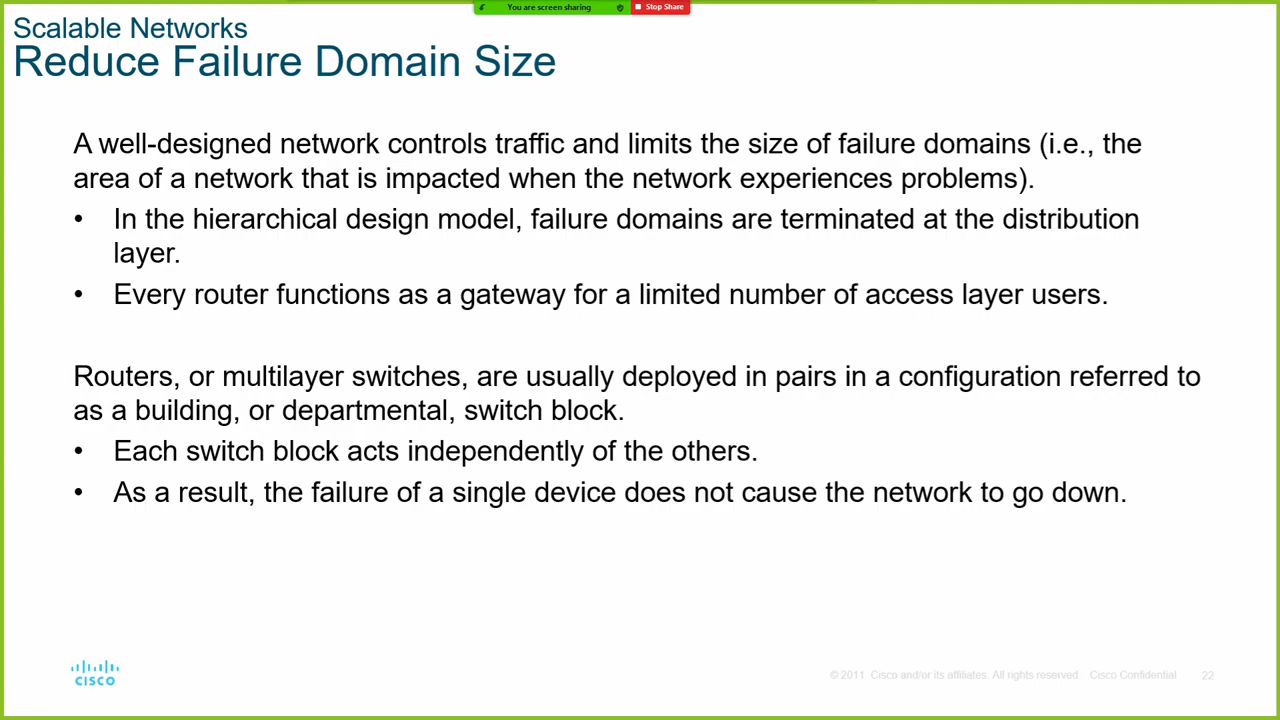 You are screen sharing
Stop Share
Scalable Networks
Reduce Failure Domain Size
A well-designed network controls traffic and limits the size of failure domains (i.e., the
area of a network that is impacted when the network experiences problems).
• In the hierarchical design model, failure domains are terminated at the distribution
layer.
• Every router functions as a gateway for a limited number of access layer users.
Routers, or multilayer switches, are usually deployed in pairs in a configuration referred to
as a building, or departmental, switch block.
• Each switch block acts independently of the others.
• As a result, the failure of a single device does not cause the network to go down.
CISCO
© 2011 Cisco and/or its affiliates. All rights reserved. Cisco Confidential 22